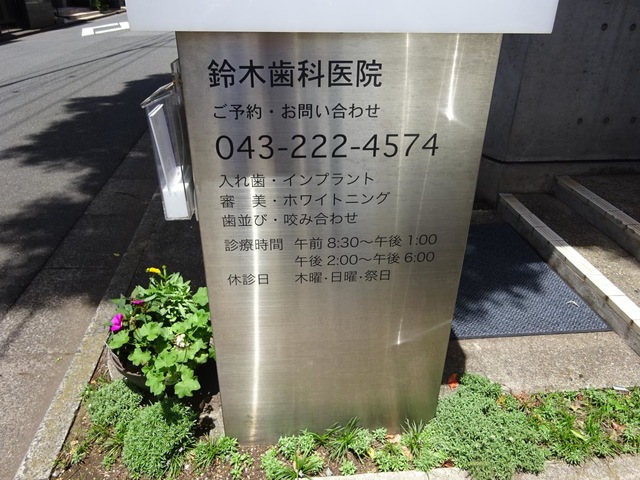 鈴木歯科医院
ご予約・お問い合わせ
043-222-4574
入れ歯・インプラント
審　美・ホワイトニング
歯並び・咬み合わせ
診療時間　午前 8:30〜午後 1:00
午後 2:00〜午後 6:00
休診日　木曜・日曜・祭日